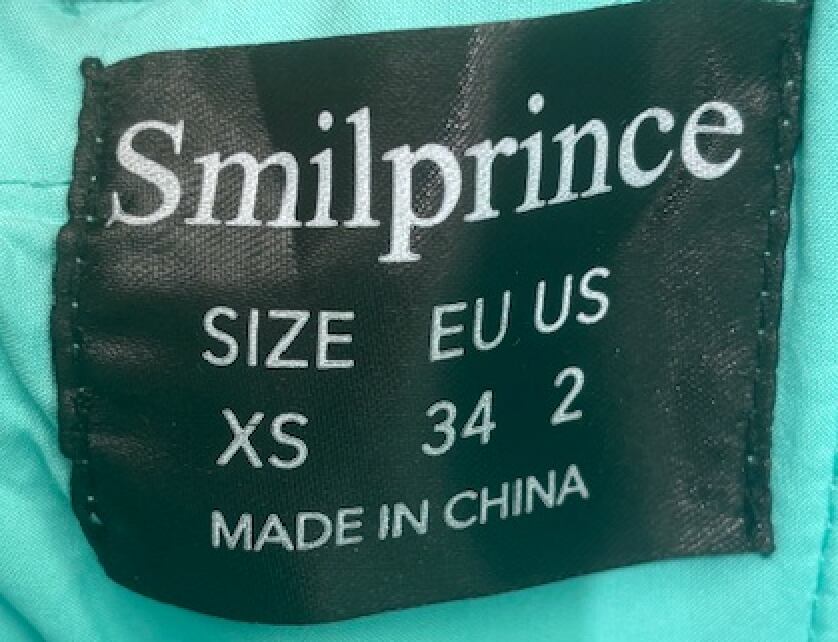 Smilprince
SIZE EU US
XS 34 2
MADE IN CHINA